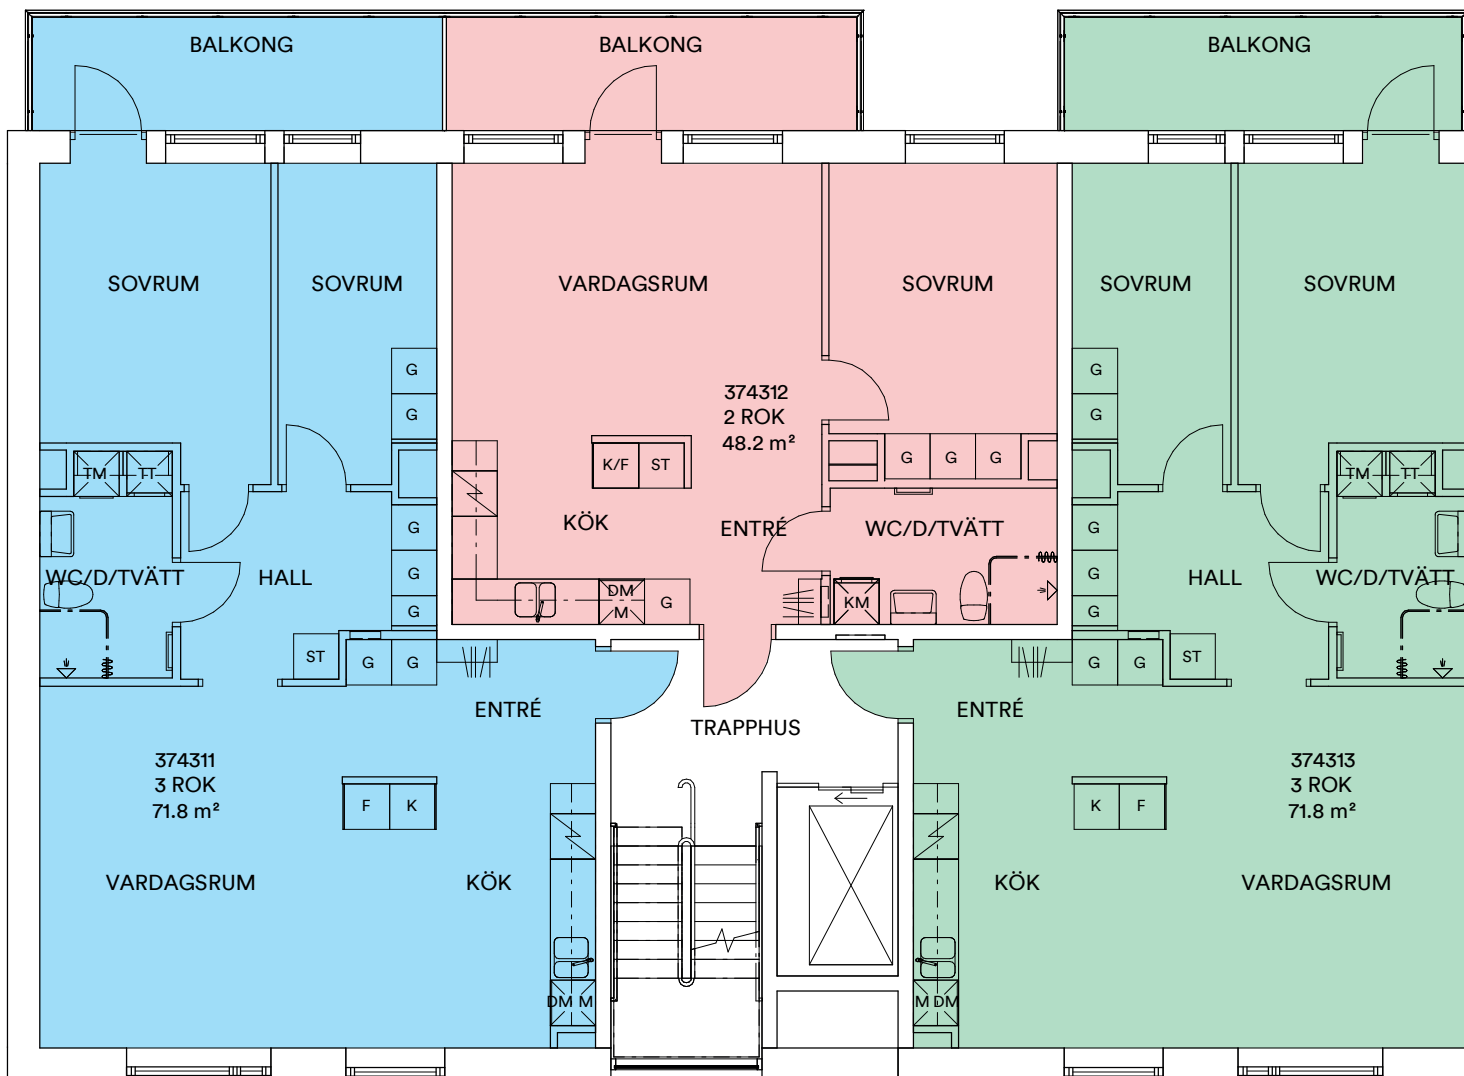 BALKONG
BALKONG
BALKONG
SOVRUM
SOVRUM
VARDAGSRUM
SOVRUM
SOVRUM
SOVRUM
G
G
G
G
374312
2 ROK
48.2 m²
TM
TT
K/F
ST
G
G
G
TM
TT
G
KÖK
ENTRÉ
WC/D/TVÄTT
G
WC/D/TVÄTT
HALL
G
G
HALL
WC/D/TVÄTT
G
DM
M
G
KM
G
ST
G
G
G
G
ST
ENTRÉ
TRAPPHUS
ENTRÉ
374311
3 ROK
71.8 m²
374313
3 ROK
71.8 m²
F
K
K
F
VARDAGSRUM
KÖK
KÖK
VARDAGSRUM
DM M
M DM